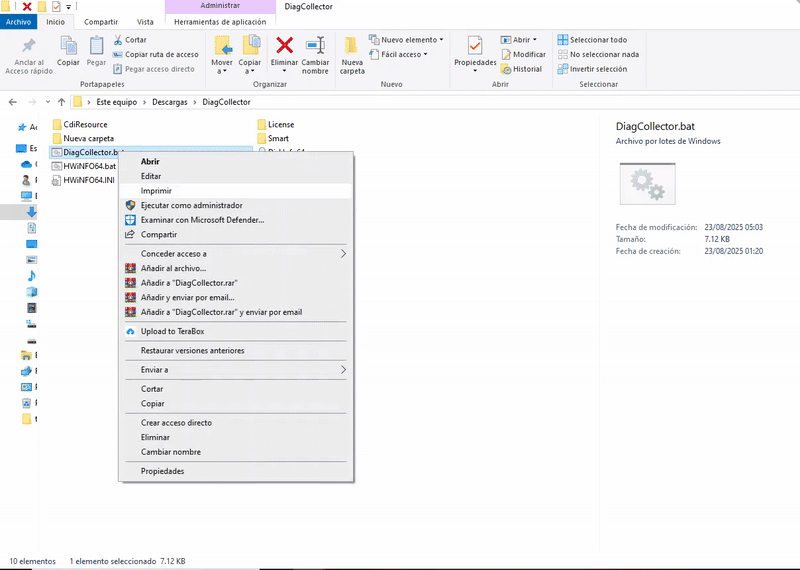 Administrar
DiagCollector
Archivo
Inicio
Compartir
Vista
Herramientas de aplicación
Anclar al
Acceso rápido
Copiar
Pegar
Cortar
Copiar ruta de acceso
Pegar acceso directo
Portapapeles
Mover
a
Copiar
a
Eliminar
Cambiar
nombre
Organizar
Nueva
carpeta
Nuevo elemento
Fácil acceso
Nuevo
Propiedades
Abrir
Modificar
Historial
Abrir
Seleccionar todo
No seleccionar nada
Invertir selección
Seleccionar
Este equipo
Descargas
DiagCollector
CdiResource
Nueva carpeta
DiagCollector.bat
HWiNFO64.bat
HWiNFO64.INI
License
Smart
Abrir
Editar
Imprimir
Ejecutar como administrador
Examinar con Microsoft Defender...
Compartir
Conceder acceso a
Añadir al archivo...
Añadir a "DiagCollector.rar"
Añadir y enviar por email...
Añadir a "DiagCollector.rar" y enviar por email
Upload to TeraBox
Restaurar versiones anteriores
Enviar a
Cortar
Copiar
Crear acceso directo
Eliminar
Cambiar nombre
Propiedades
DiagCollector.bat
Archivo por lotes de Windows
Fecha de modificación: 23/08/2025 05:03
Tamaño: 7.12 KB
Fecha de creación: 23/08/2025 01:20
10 elementos
1 elemento seleccionado 7.12 KB